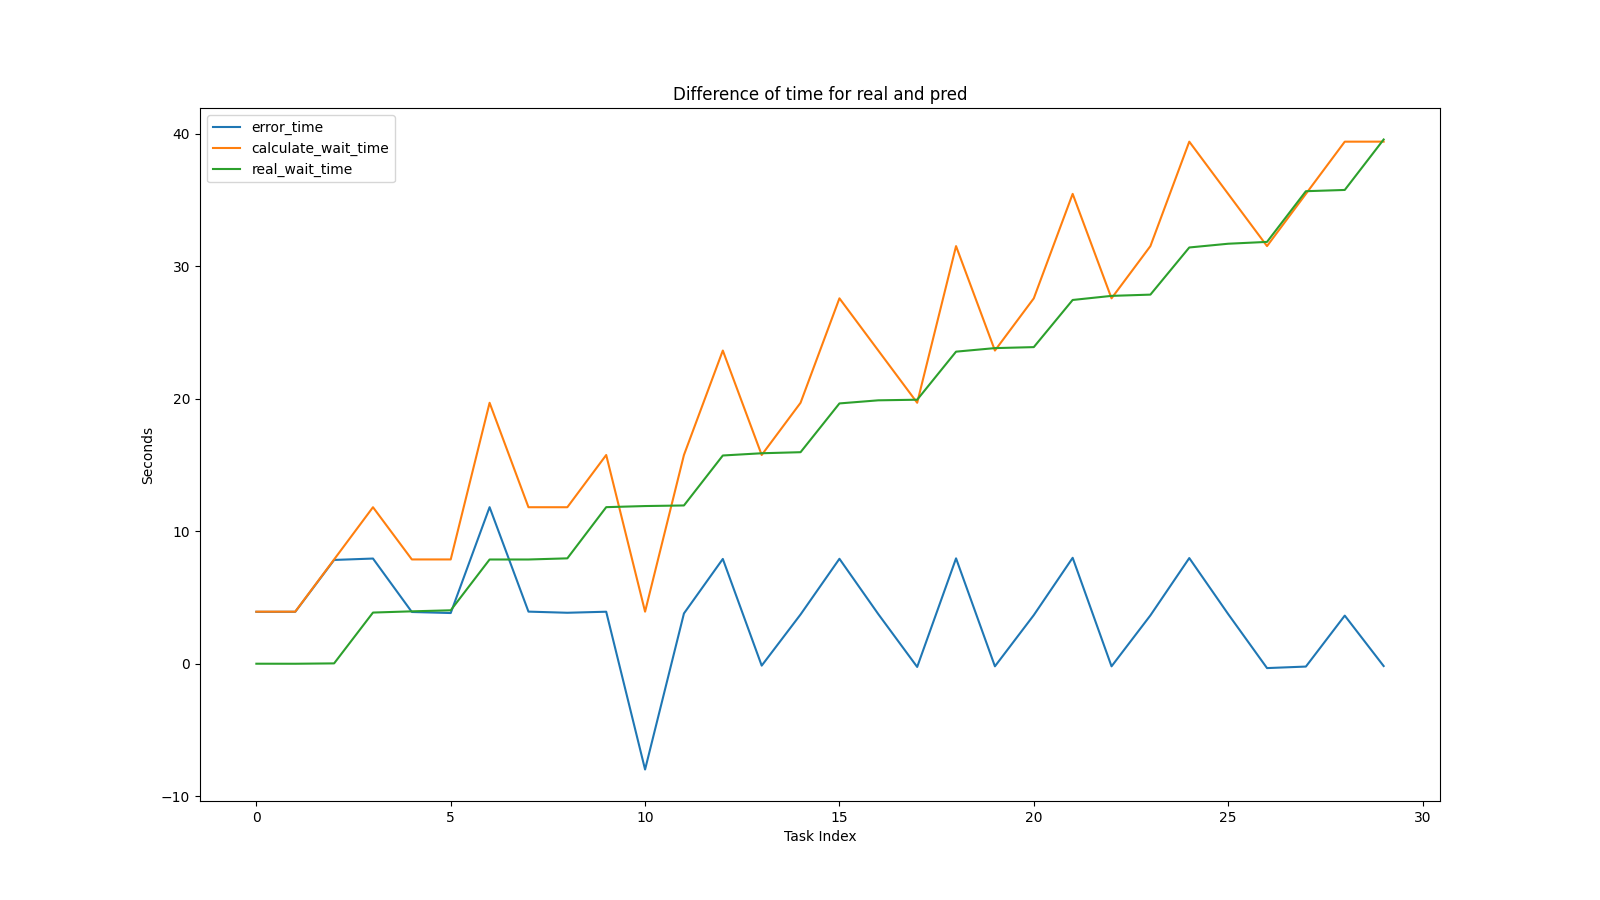 Difference of time for real and pred
error_time
calculate_wait_time
real_wait_time
40
30
20
10
0
−10
Seconds
0 5 10 15 20 25 30
Task Index